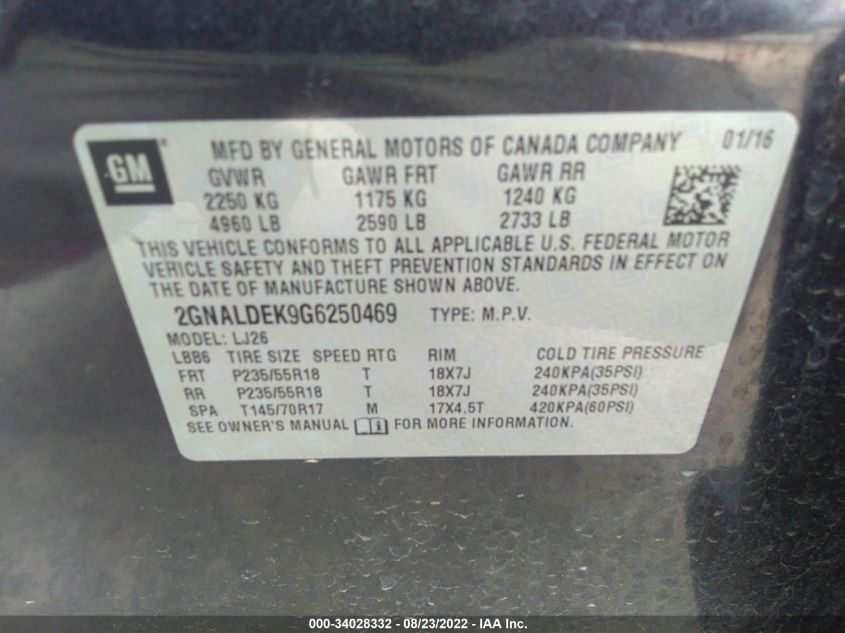 GM ® MFD BY GENERAL MOTORS OF CANADA COMPANY 01/16
GVWR GAWR FRT GAWR RR
2250 KG 1175 KG 1240 KG
4960 LB 2590 LB 2733 LB
THIS VEHICLE CONFORMS TO ALL APPLICABLE U.S. FEDERAL MOTOR
VEHICLE SAFETY AND THEFT PREVENTION STANDARDS IN EFFECT ON
THE DATE OF MANUFACTURE SHOWN ABOVE.
2GNALDEK9G6250469 TYPE: M.P.V.
MODEL: LJ26
LBB6 TIRE SIZE SPEED RTG RIM COLD TIRE PRESSURE
FRT P235/55R18 T 18X7J 240KPA(35PSI)
RR P235/55R18 T 18X7J 240KPA(35PSI)
SPA T145/70R17 M 17X4.5T 420KPA(60PSI)
SEE OWNER'S MANUAL FOR MORE INFORMATION.
000-34028332 - 08/23/2022 - IAA Inc.